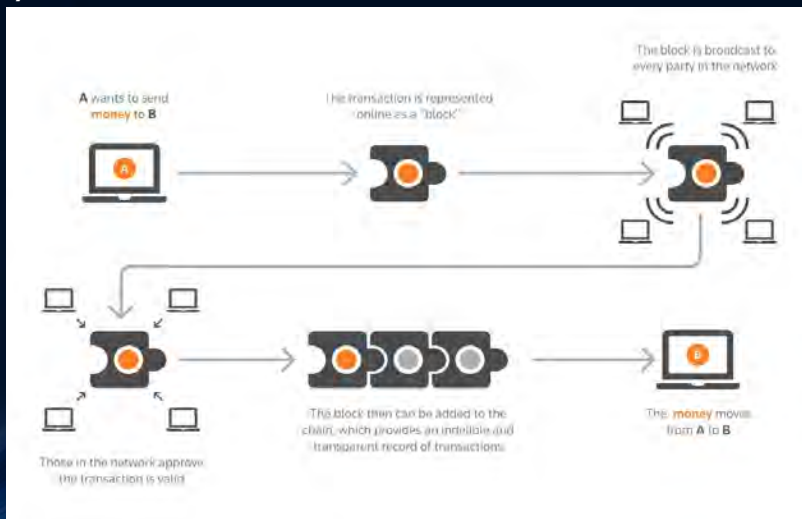 A wants to send
money to B
The transaction is represented
online as a "block"
The block is broadcast to
every party in the network
A
Those in the network approve
the transaction is valid
The block then can be added to the
chain, which provides an indelible and
transparent record of transactions
B
The money moves
from A to B